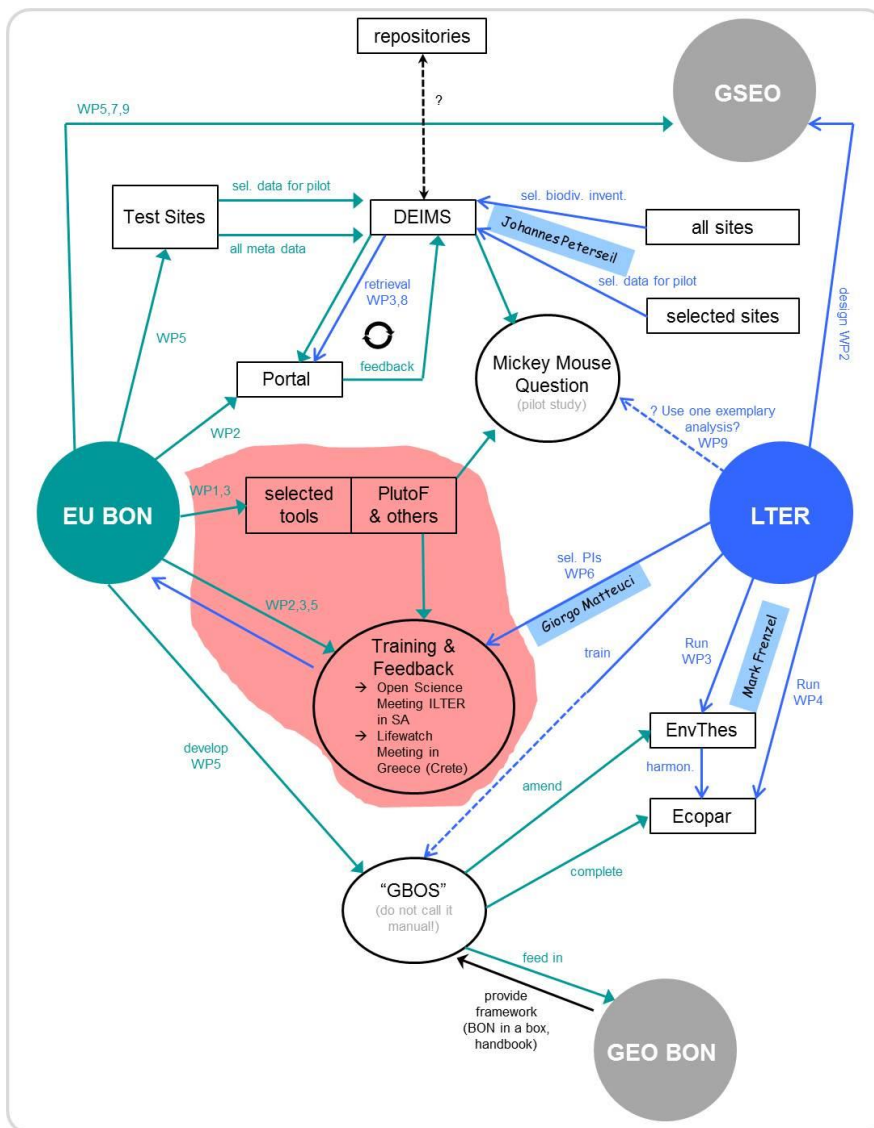 repositories
GSEO
WP5,7,9
?
sel. data for pilot
sel. biodiv. invent.
Test Sites
DEIMS
Johannes Peterseil
all sites
all meta data
retrieval
WP3,8
sel. data for pilot
selected sites
design WP2
WP5
feedback
Portal
Mickey Mouse
Question
(pilot study)
WP2
? Use one exemplary
analysis?
WP9
EU BON
WP1,3
selected
tools
PlutoF
& others
LTER
sel. PIs
WP6
Giorgo Matteuci
WP2,3,5
Training &
Feedback
→ Open Science
Meeting ILTER
in SA
→ Lifewatch
Meeting in
Greece (Crete)
train
Run
WP3
Mark Frenzel
Run
WP4
develop
WP5
EnvThes
harmon.
amend
Ecopar
complete
“GBOS”
(do not call it
manual!)
feed in
provide
framework
(BON in a box,
handbook)
GEO BON